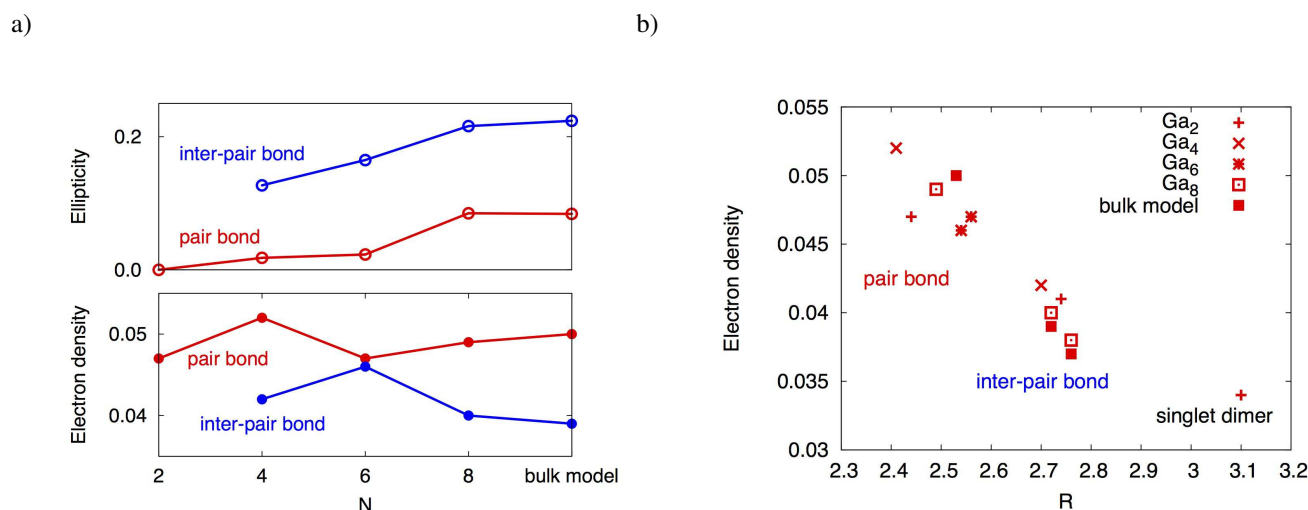 a)
0.2
0.0
Ellipticity
inter-pair bond
pair bond
0.05
0.04
Electron density
pair bond
inter-pair bond
2 4 6 8 bulk model
N
b)
0.055
0.05
0.045
0.04
0.035
0.03
Electron density
Ga2
Ga4
Ga6
Ga8
bulk model
pair bond
inter-pair bond
singlet dimer
2.3 2.4 2.5 2.6 2.7 2.8 2.9 3 3.1 3.2
R